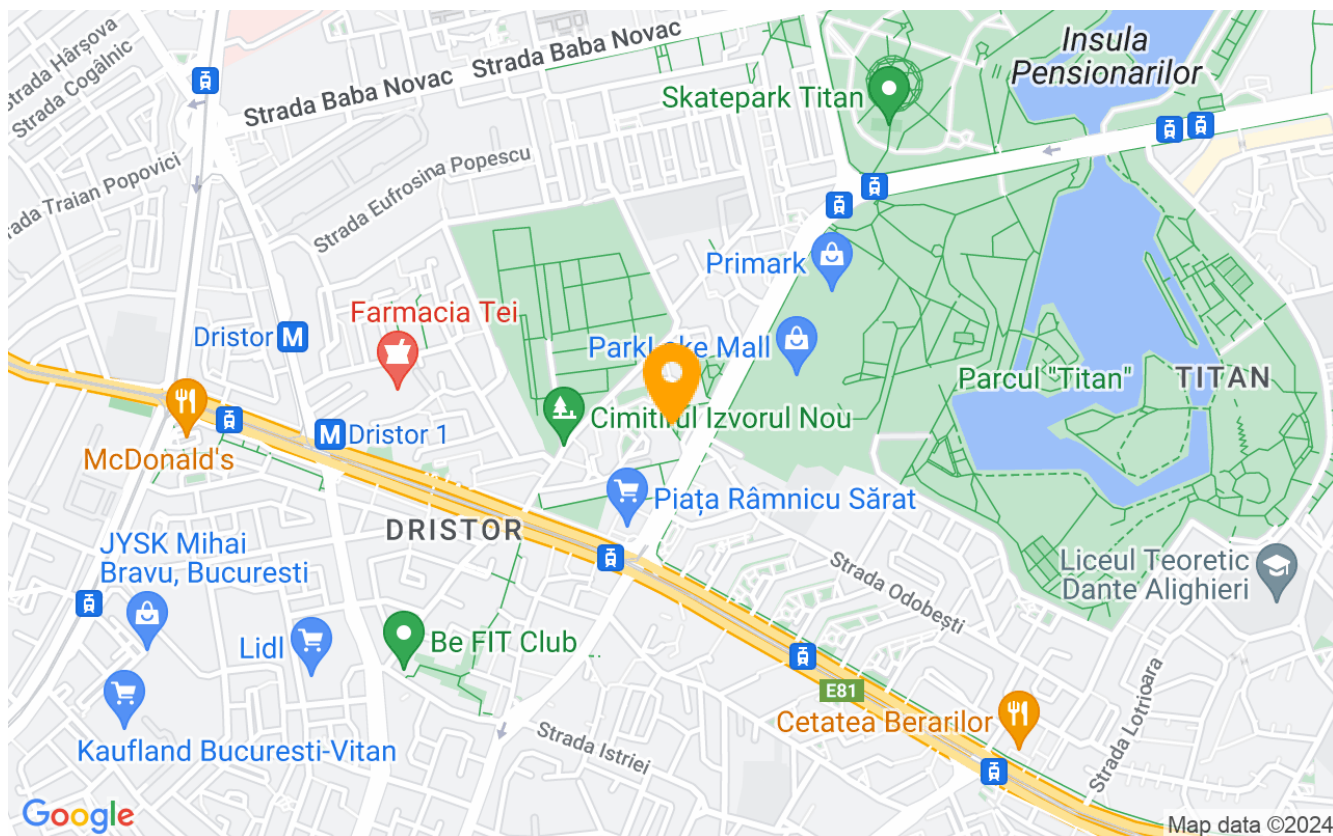 Strada Hârșova
Strada Cogâlnic
Strada Baba Novac
Strada Baba Novac
Insula
Pensionarilor
Skatepark Titan
Strada Eufrosina Popescu
rada Traian Popovici
Primark
Farmacia Tei
Dristor
M
ParkLake Mall
Parcul "Titan"
TITAN
Cimitirul Izvorul Nou
M
Dristor 1
McDonald's
Piața Râmnicu Sărat
DRISTOR
JYSK Mihai
Bravu, Bucuresti
Strada Odobești
Liceul Teoretic
Dante Alighieri
Lidl
Be FIT Club
E81
Cetatea Berarilor
Strada Lotrioara
Kaufland Bucuresti-Vitan
Strada Istriei
Google
Map data ©2024